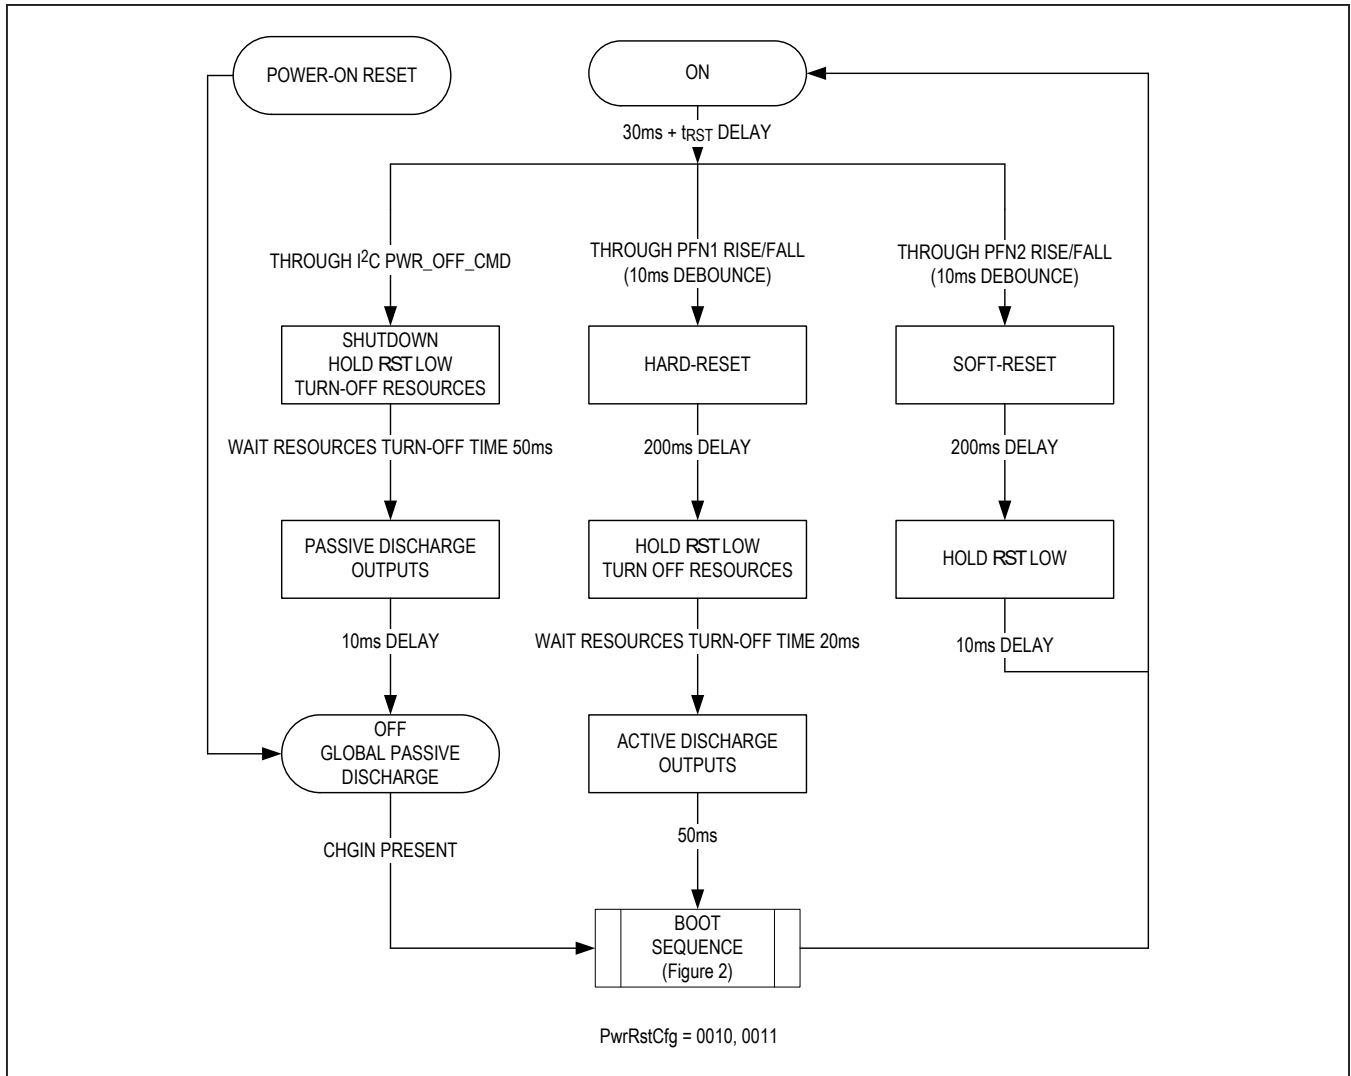 POWER-ON RESET
ON
30ms + tRST DELAY
THROUGH I²C PWR_OFF_CMD
THROUGH PFN1 RISE/FALL
(10ms DEBOUNCE)
THROUGH PFN2 RISE/FALL
(10ms DEBOUNCE)
SHUTDOWN
HOLD RST LOW
TURN-OFF RESOURCES
HARD-RESET
SOFT-RESET
WAIT RESOURCES TURN-OFF TIME 50ms
200ms DELAY
200ms DELAY
PASSIVE DISCHARGE
OUTPUTS
HOLD RST LOW
TURN OFF RESOURCES
HOLD RST LOW
10ms DELAY
WAIT RESOURCES TURN-OFF TIME 20ms
10ms DELAY
OFF
GLOBAL PASSIVE
DISCHARGE
ACTIVE DISCHARGE
OUTPUTS
50ms
CHGIN PRESENT
BOOT
SEQUENCE
(Figure 2)
PwrRstCfg = 0010, 0011